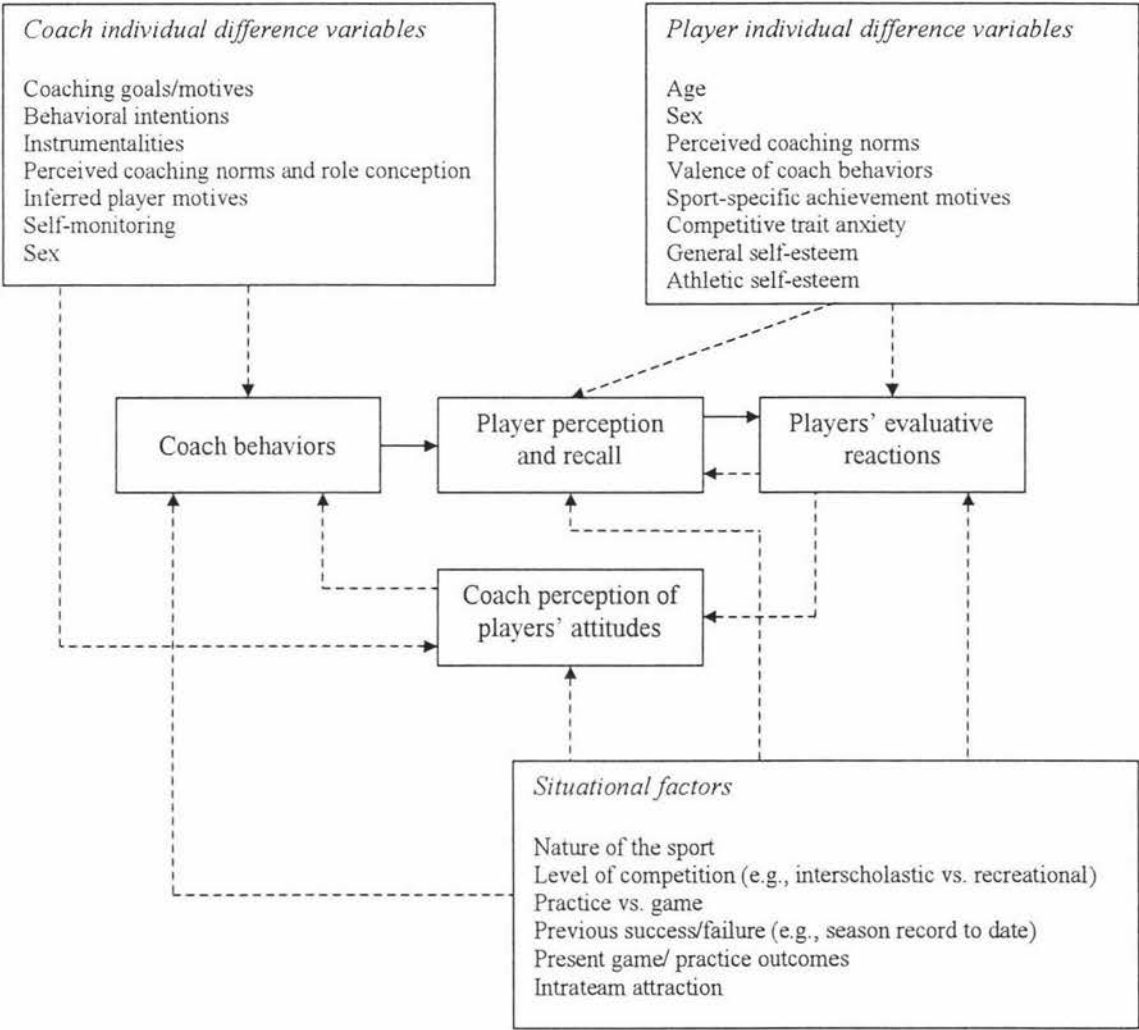 Coach individual difference variables
Coaching goals/motives
Behavioral intentions
Instrumentalities
Perceived coaching norms and role conception
Inferred player motives
Self-monitoring
Sex
Player individual difference variables
Age
Sex
Perceived coaching norms
Valence of coach behaviors
Sport-specific achievement motives
Competitive trait anxiety
General self-esteem
Athletic self-esteem
Coach behaviors
Player perception
and recall
Players’ evaluative
reactions
Coach perception of
players’ attitudes
Situational factors
Nature of the sport
Level of competition (e.g., interscholastic vs. recreational)
Practice vs. game
Previous success/failure (e.g., season record to date)
Present game/ practice outcomes
Intrateam attraction